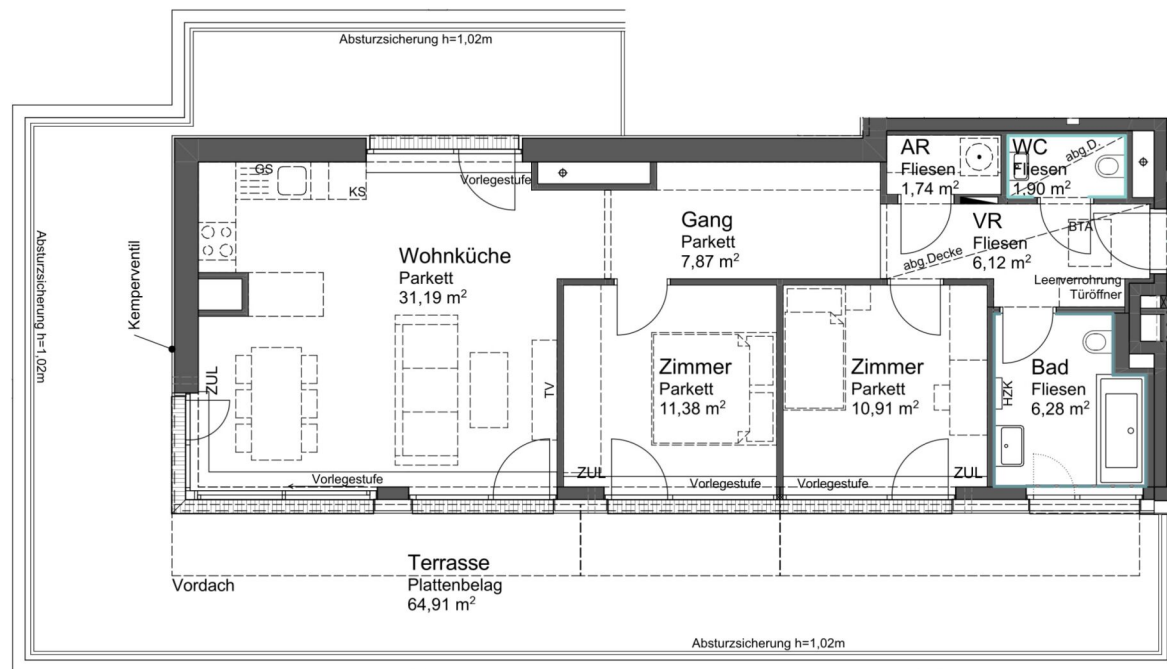 Absturzsicherung h=1,02m
AR
Fliesen
1,74 m²
WC
Fliesen
1,90 m²
abg.D.
GS
KS
Vorlegestufe
Gang
Parkett
7,87 m²
VR
Fliesen
6,12 m²
BTA
abg.Decke
Leerverrohrung
Türöffner
Wohnküche
Parkett
31,19 m²
Absturzsicherung h=1,02m
Kemperventil
ZUL
TV
Zimmer
Parkett
11,38 m²
Zimmer
Parkett
10,91 m²
Bad
Fliesen
6,28 m²
HZK
Vorlegestufe
ZUL
Vorlegestufe
Vorlegestufe
ZUL
Terrasse
Plattenbelag
64,91 m²
Vordach
Absturzsicherung h=1,02m